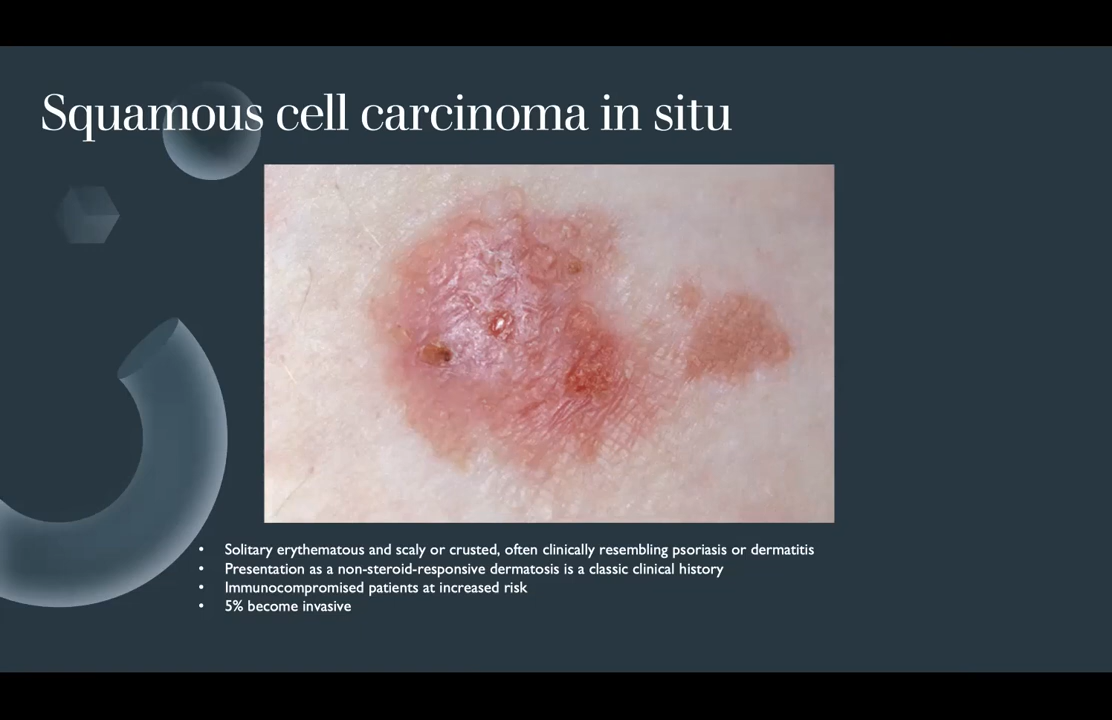 Squamous cell carcinoma in situ
• Solitary erythematous and scaly or crusted, often clinically resembling psoriasis or dermatitis
• Presentation as a non-steroid-responsive dermatosis is a classic clinical history
• Immunocompromised patients at increased risk
• 5% become invasive